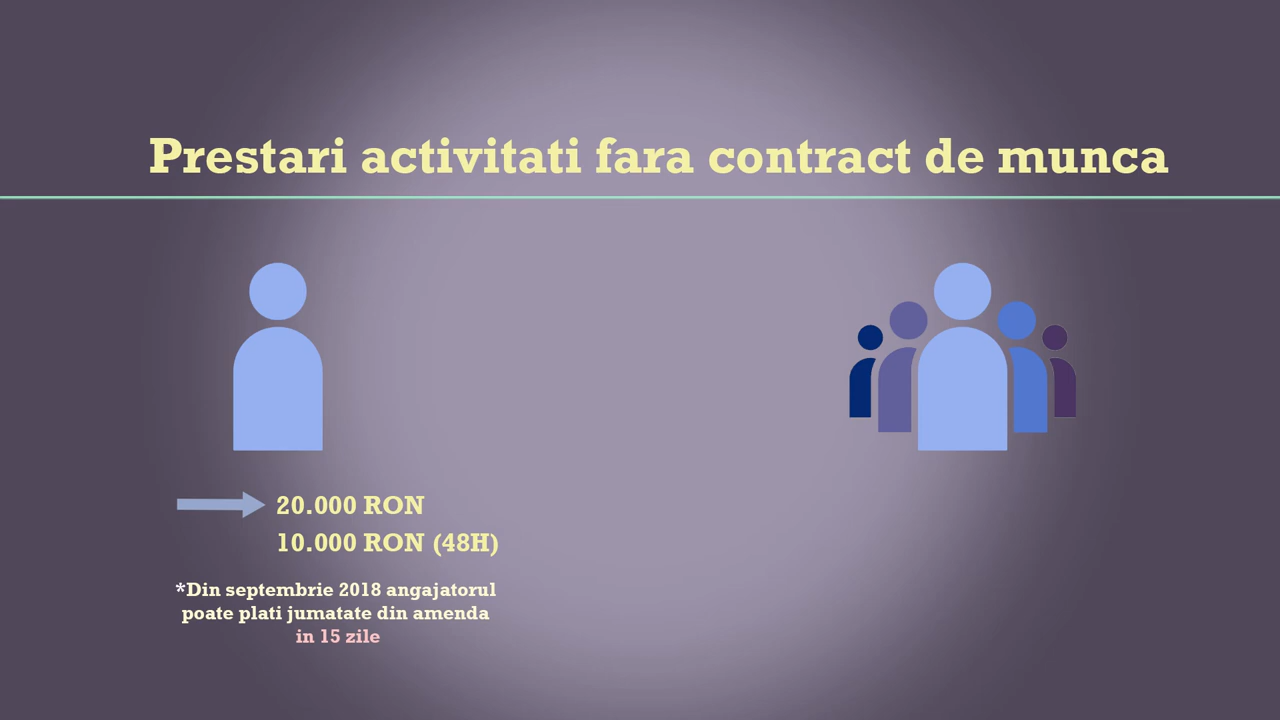 Prestari activitati fara contract de munca
20.000 RON
10.000 RON (48H)
*Din septembrie 2018 angajatorul
poate plati jumatate din amenda
in 15 zile